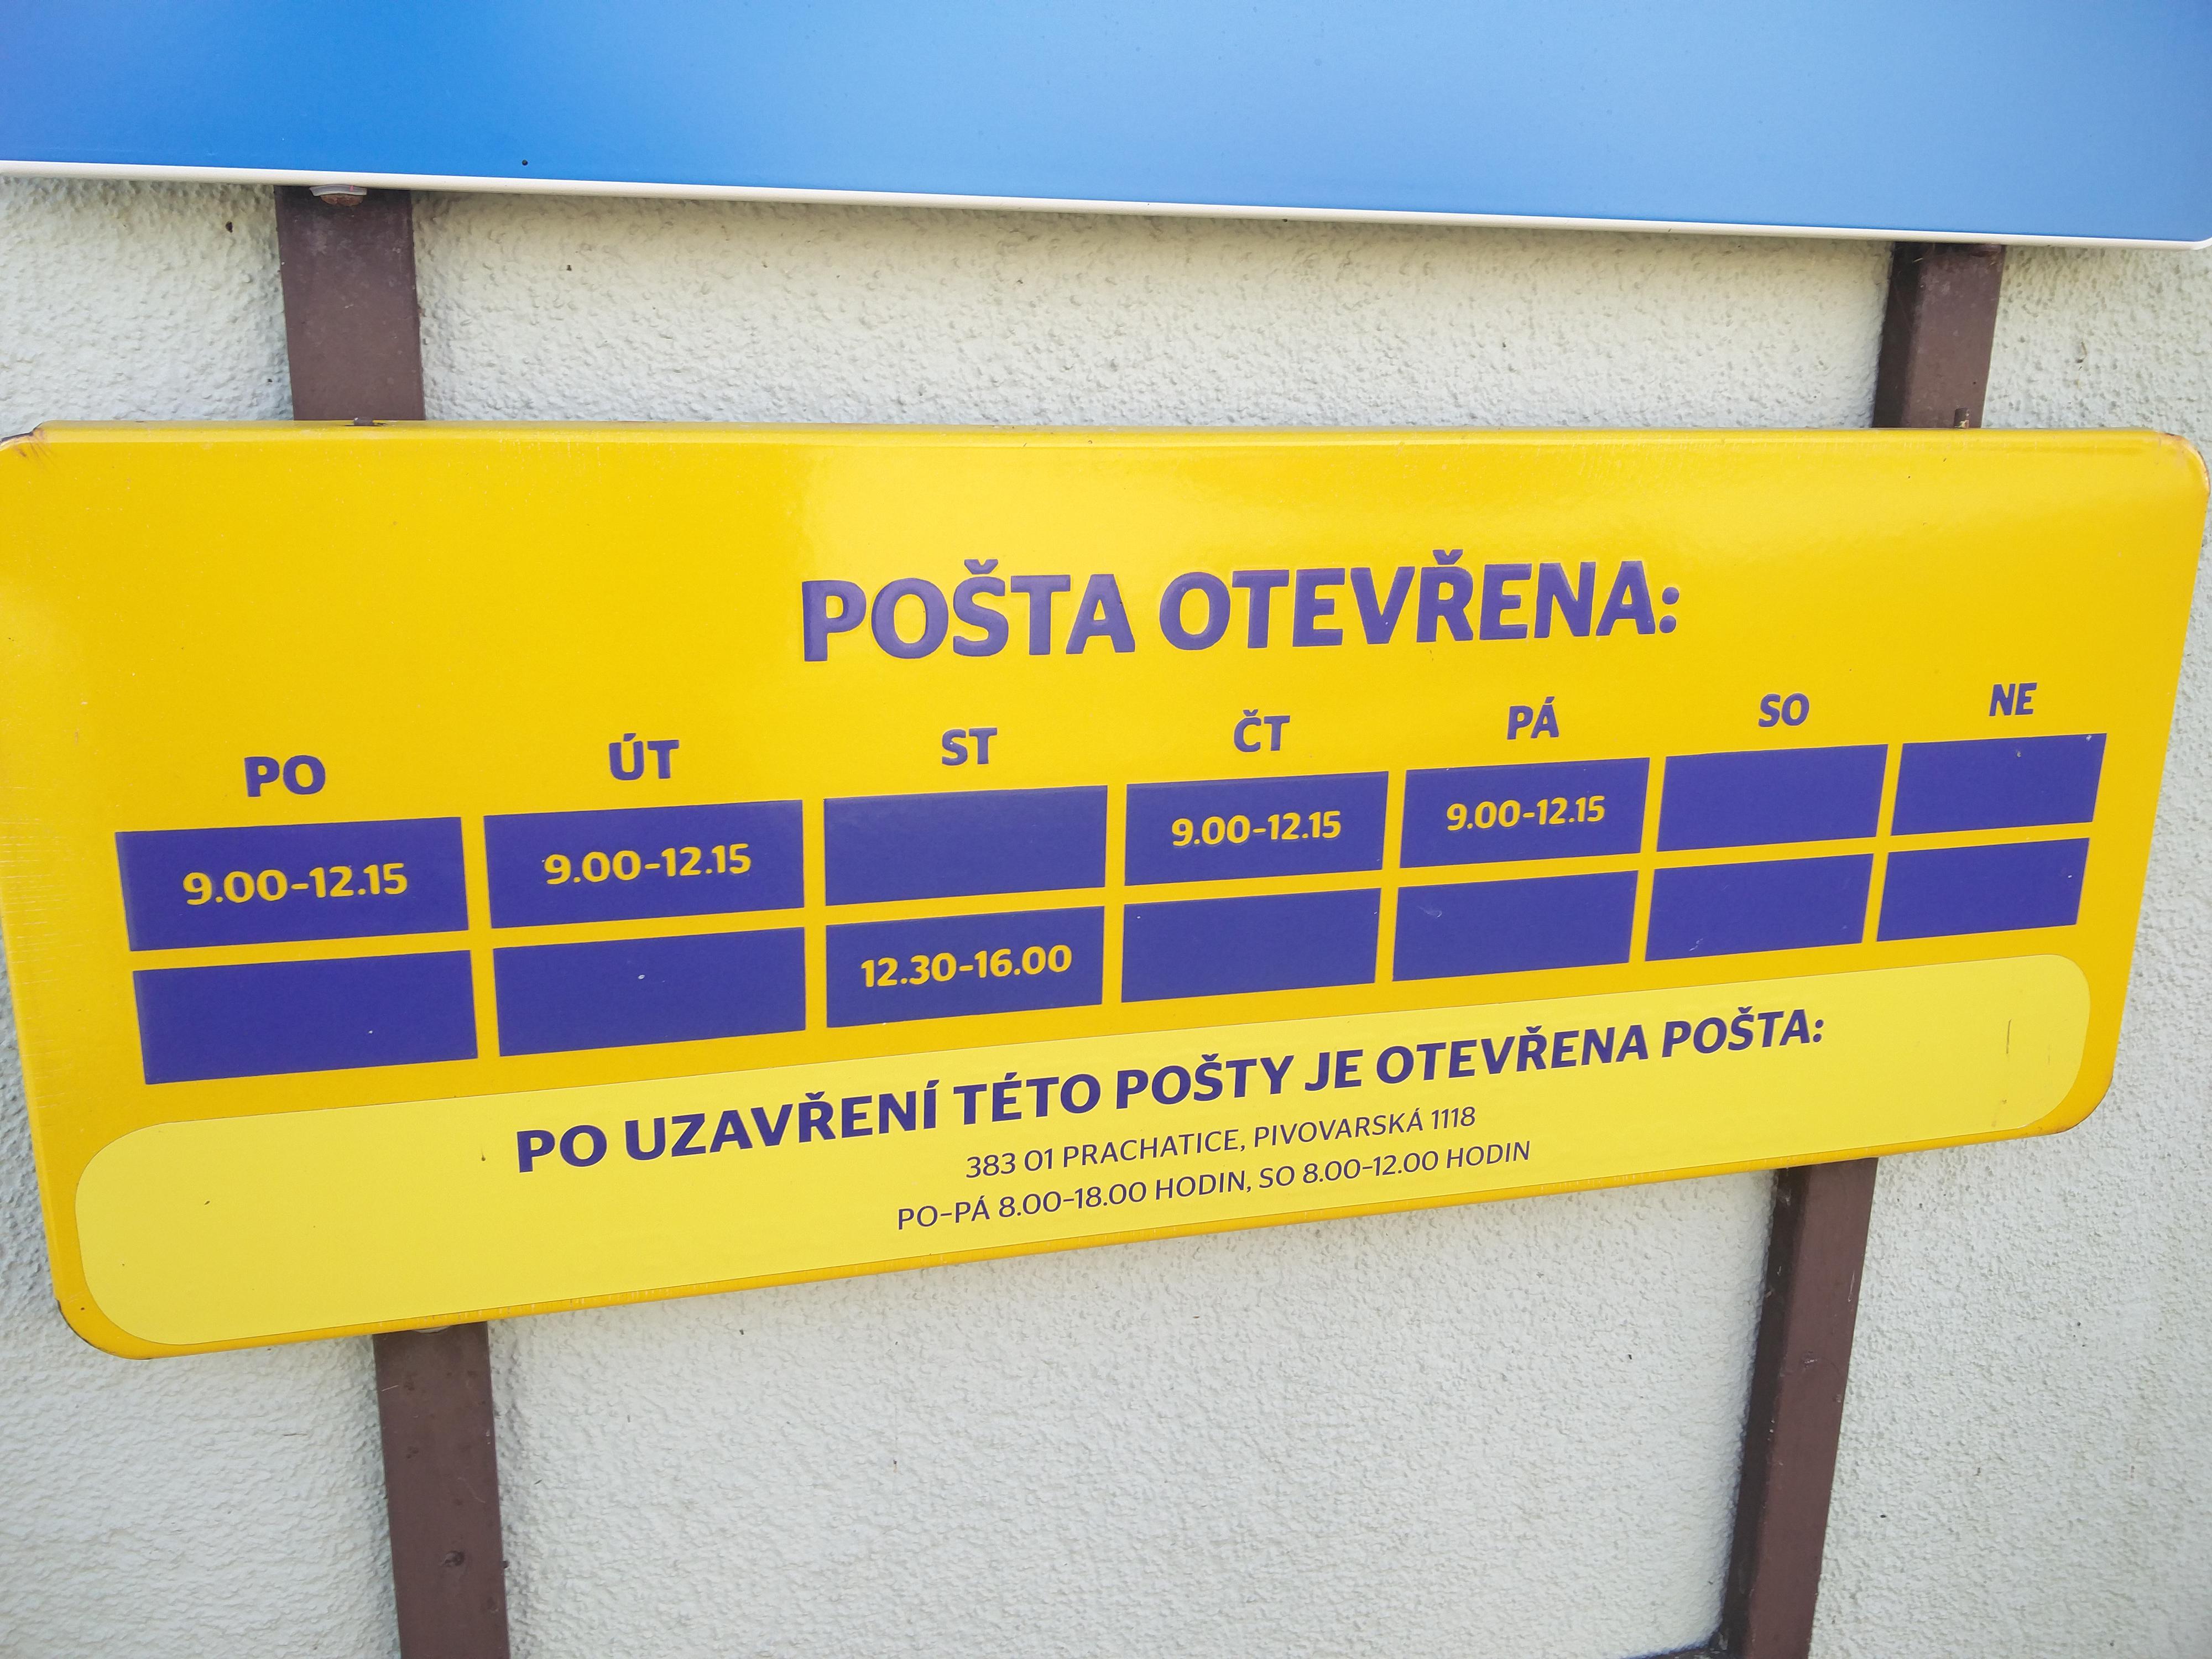 POŠTA OTEVŘENA:
PO ÚT ST ČT PÁ SO NE
9.00-12.15 9.00-12.15 9.00-12.15 9.00-12.15
12.30-16.00
PO UZAVŘENÍ TÉTO POŠTY JE OTEVŘENA POŠTA:
383 01 PRACHATICE, PIVOVARSKÁ 1118
PO-PÁ 8.00-18.00 HODIN, SO 8.00-12.00 HODIN